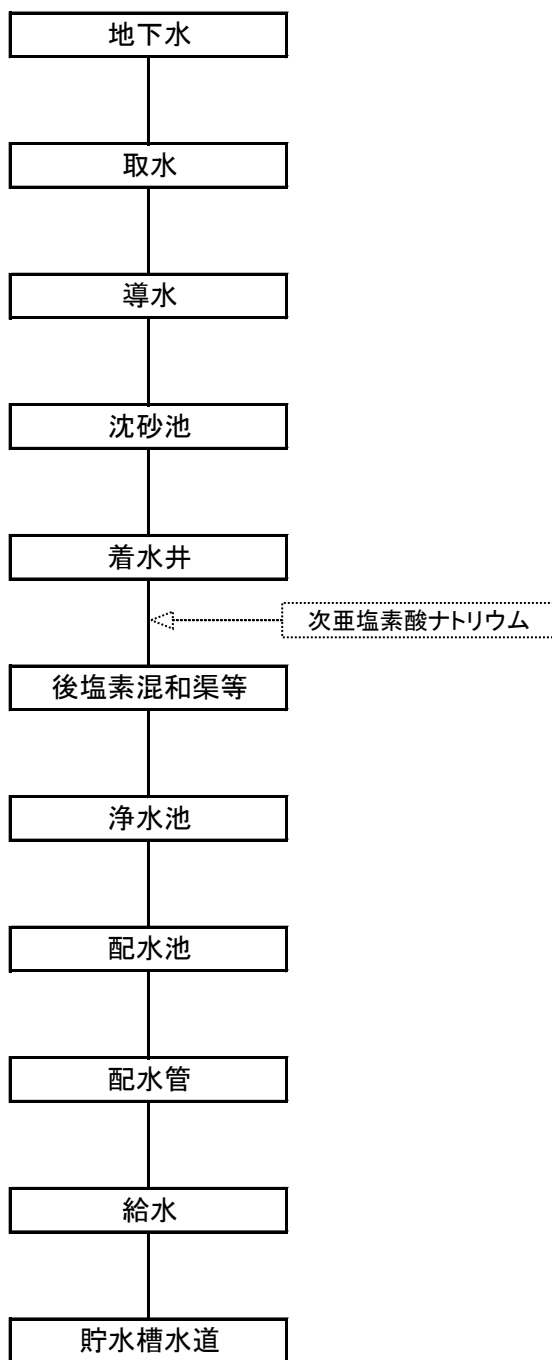 地下水
取水
導水
沈砂池
着水井
次亜塩素酸ナトリウム
後塩素混和渠等
浄水池
配水池
配水管
給水
貯水槽水道